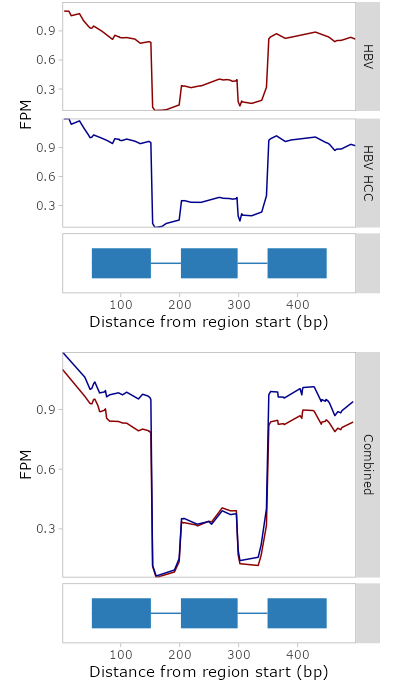 0.9
0.6
0.3
HBV
0.9
0.6
0.3
HBV HCC
FPM
100 200 300 400
Distance from region start (bp)
0.9
0.6
0.3
Combined
FPM
100 200 300 400
Distance from region start (bp)